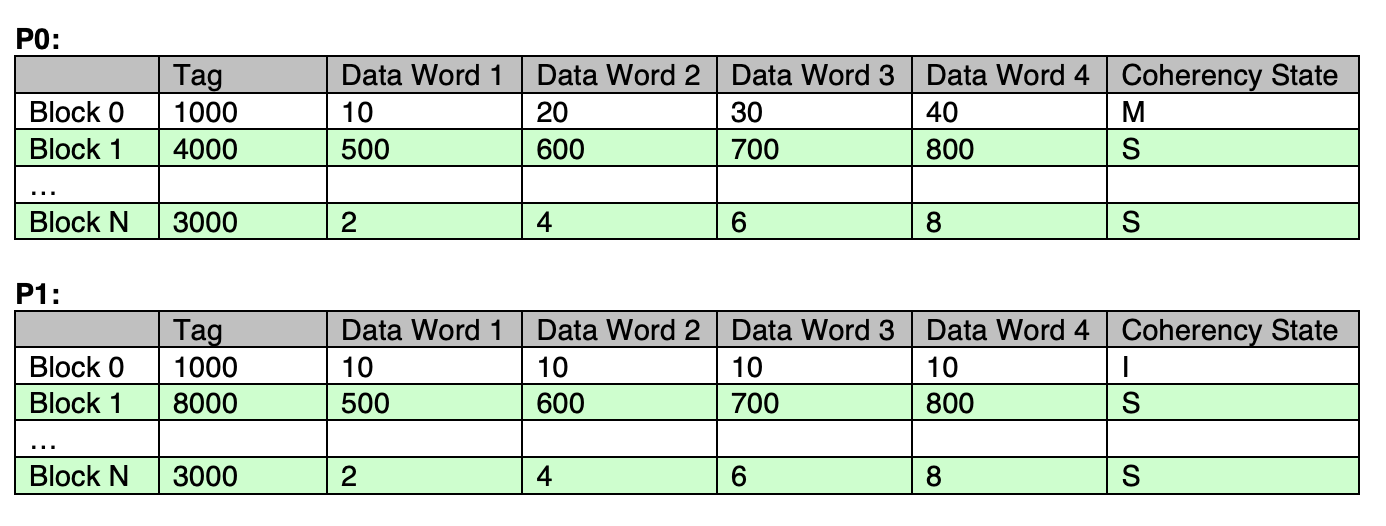 P0:
Tag Data Word 1 Data Word 2 Data Word 3 Data Word 4 Coherency State
Block 0 1000 10 20 30 40 M
Block 1 4000 500 600 700 800 S
…
Block N 3000 2 4 6 8 S
P1:
Tag Data Word 1 Data Word 2 Data Word 3 Data Word 4 Coherency State
Block 0 1000 10 10 10 10 I
Block 1 8000 500 600 700 800 S
…
Block N 3000 2 4 6 8 S